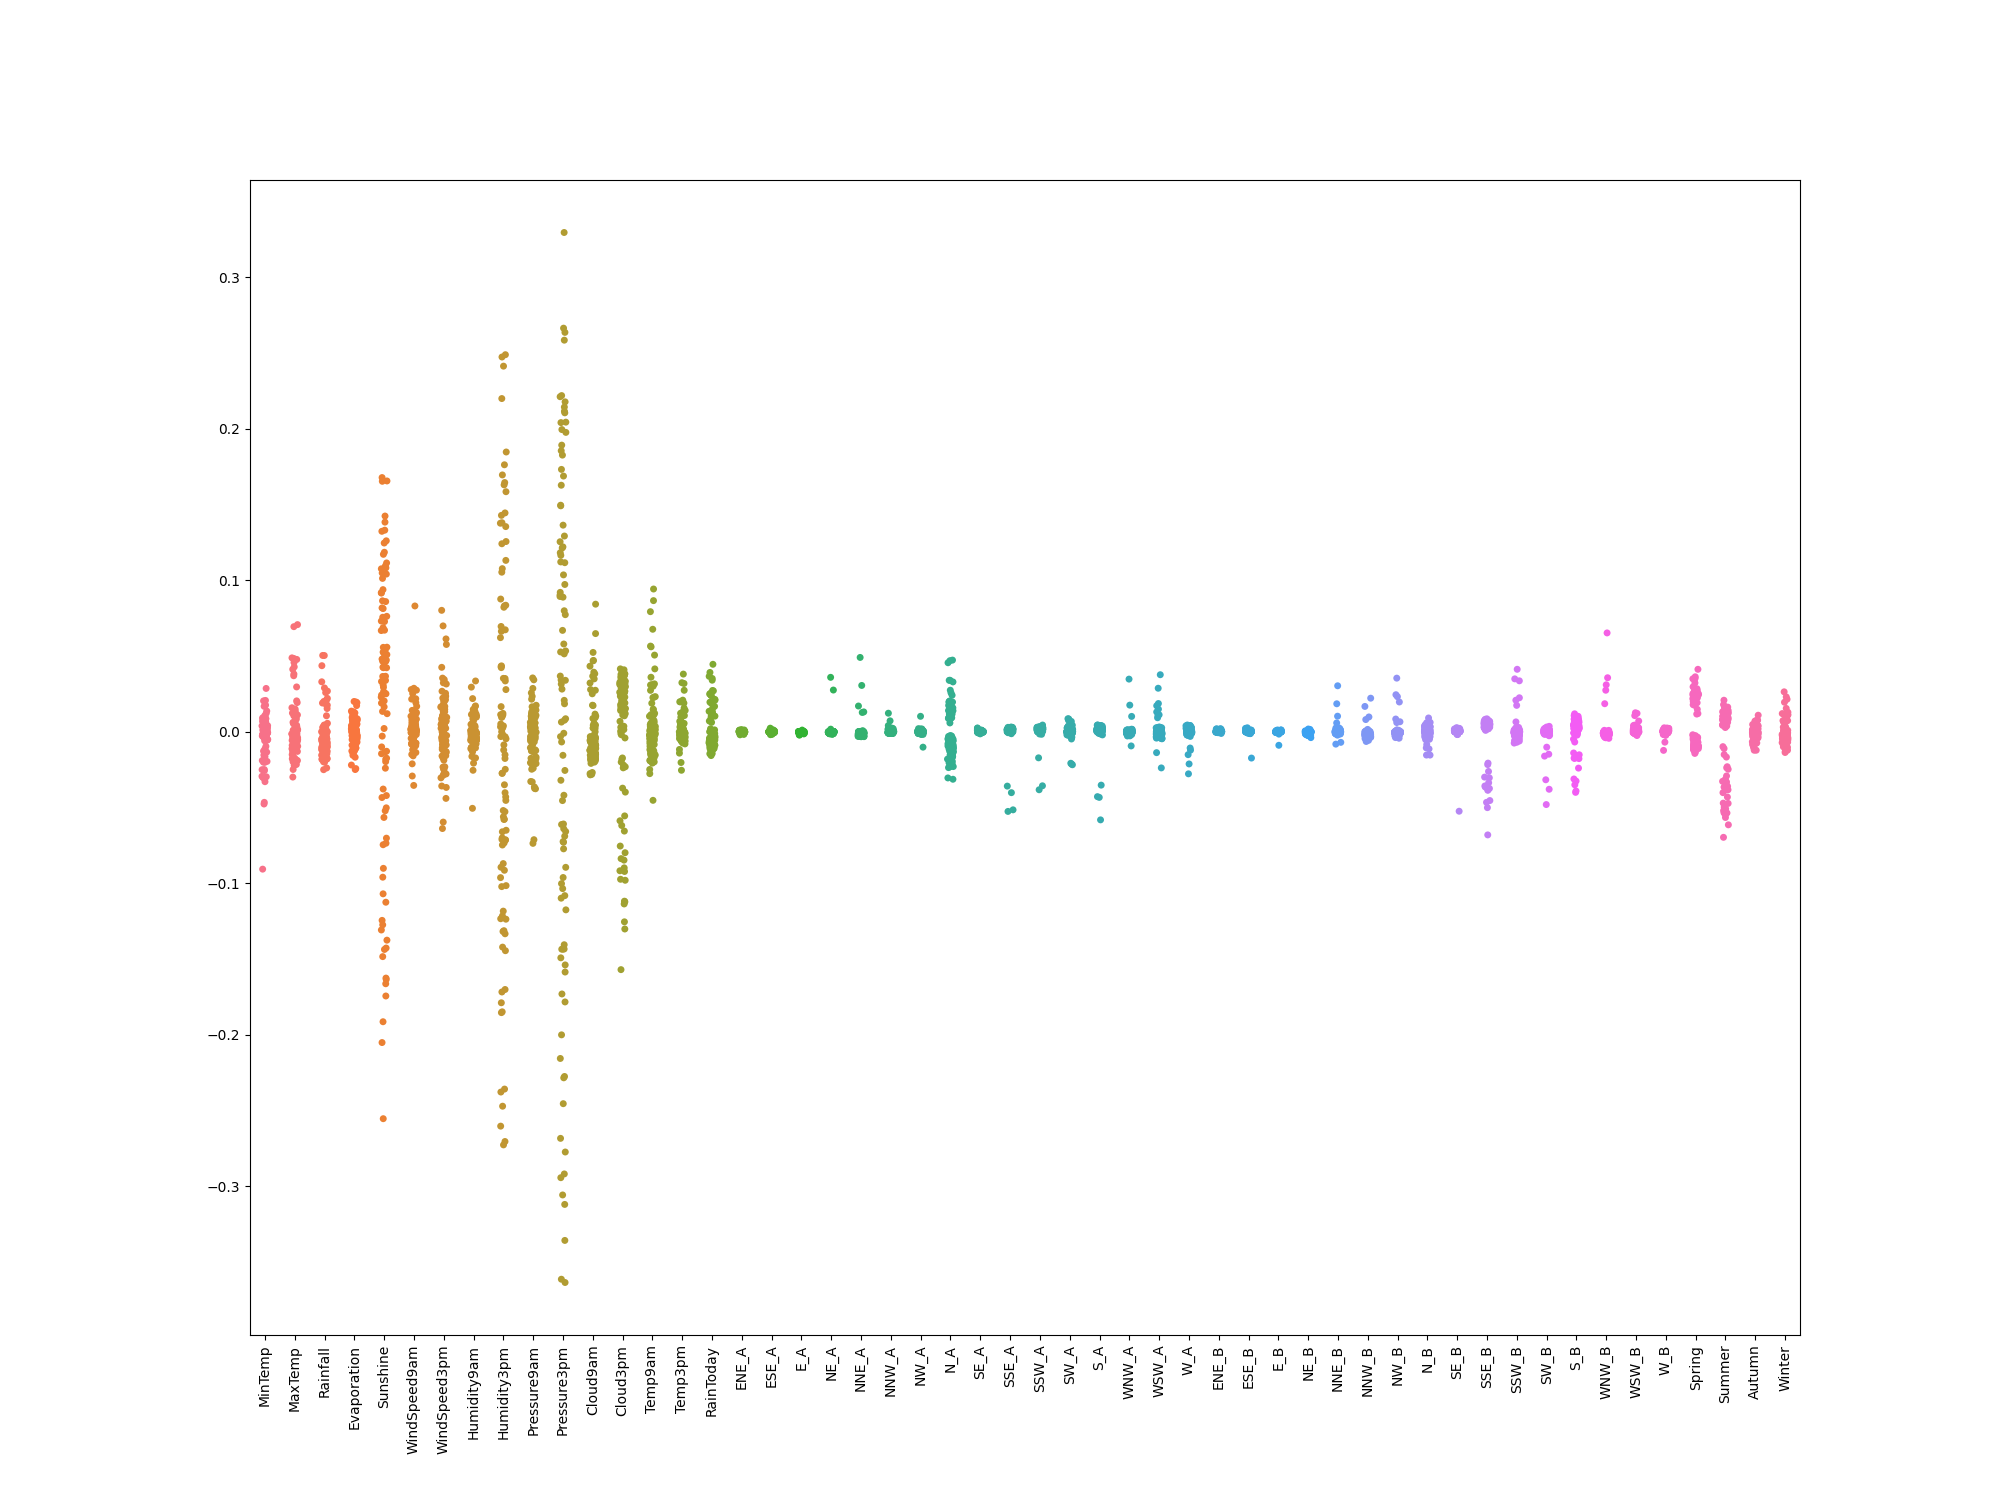 0.3
0.2
0.1
0.0
−0.1
−0.2
−0.3
MinTemp
MaxTemp
Rainfall
Evaporation
Sunshine
WindSpeed9am
WindSpeed3pm
Humidity9am
Humidity3pm
Pressure9am
Pressure3pm
Cloud9am
Cloud3pm
Temp9am
Temp3pm
RainToday
ENE_A
ESE_A
E_A
NE_A
NNE_A
NNW_A
NW_A
N_A
SE_A
SSE_A
SSW_A
SW_A
S_A
WNW_A
WSW_A
W_A
ENE_B
ESE_B
E_B
NE_B
NNE_B
NNW_B
NW_B
N_B
SE_B
SSE_B
SSW_B
SW_B
S_B
WNW_B
WSW_B
W_B
Spring
Summer
Autumn
Winter